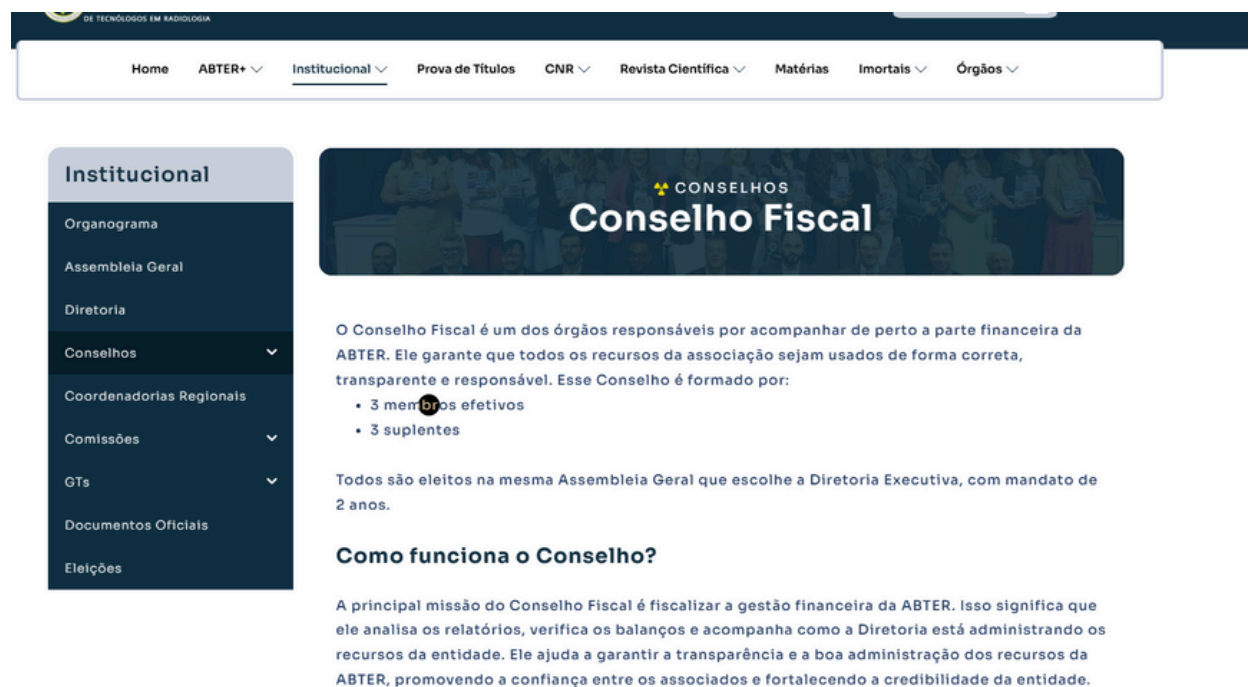 DE TECNÓLOGOS EM RADIOLOGIA
Home ABTER+ Institucional Prova de Títulos CNR Revista Científica Matérias Imortais Órgãos
Institucional
Organograma
Assembleia Geral
Diretoria
Conselhos
Coordenadorias Regionais
Comissões
GTs
Documentos Oficiais
Eleições
CONSELHOS
Conselho Fiscal
O Conselho Fiscal é um dos órgãos responsáveis por acompanhar de perto a parte financeira da
ABTER. Ele garante que todos os recursos da associação sejam usados de forma correta,
transparente e responsável. Esse Conselho é formado por:
• 3 membros efetivos
• 3 suplentes
Todos são eleitos na mesma Assembleia Geral que escolhe a Diretoria Executiva, com mandato de
2 anos.
Como funciona o Conselho?
A principal missão do Conselho Fiscal é fiscalizar a gestão financeira da ABTER. Isso significa que
ele analisa os relatórios, verifica os balanços e acompanha como a Diretoria está administrando os
recursos da entidade. Ele ajuda a garantir a transparência e a boa administração dos recursos da
ABTER, promovendo a confiança entre os associados e fortalecendo a credibilidade da entidade.